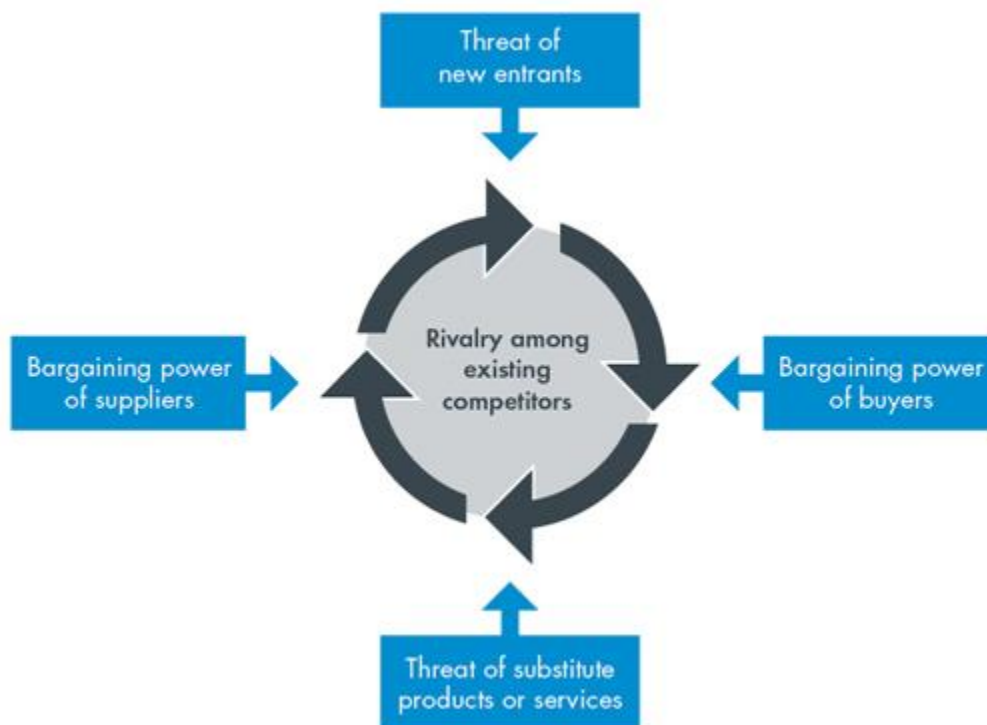 Threat of
new entrants
Bargaining power
of suppliers
Rivalry among
existing
competitors
Bargaining power
of buyers
Threat of substitute
products or services